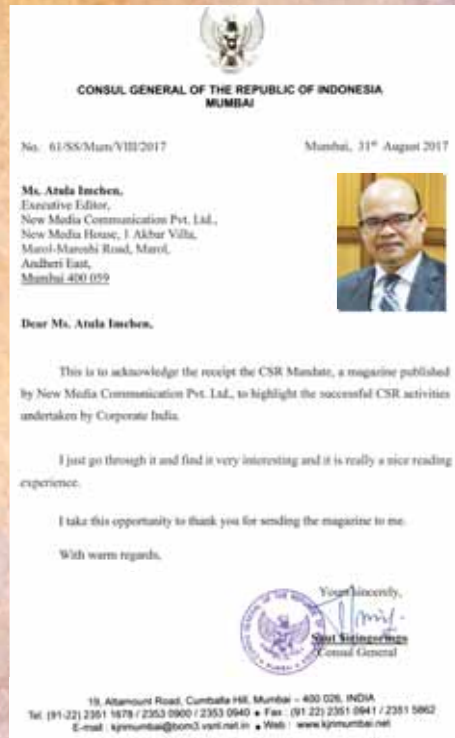 CONSUL GENERAL OF THE REPUBLIC OF INDONESIA
MUMBAI
No. 61/SS/Mum/VIII/2017
Mumbai, 31st August 2017
Ms. Atula Imchen,
Executive Editor,
New Media Communication Pvt. Ltd.,
New Media House, 1 Akbar Villa,
Marol-Maroshi Road, Marol,
Andheri East,
Mumbai 400 059
Dear Ms. Atula Imchen,
This is to acknowledge the receipt the CSR Mandate, a magazine published
by New Media Communication Pvt. Ltd., to highlight the successful CSR activities
undertaken by Corporate India.
I just go through it and find it very interesting and it is really a nice reading
experience.
I take this opportunity to thank you for sending the magazine to me.
With warm regards,
Yours sincerely,
Saut Siringoringo
Consul General
19, Altamount Road, Cumballa Hill, Mumbai – 400 026, INDIA
Tel: (91-22) 2351 1678 / 2353 0900 / 2353 0940 • Fax : (91 22) 2351 0941 / 2351 5862
E-mail : kjrimumbai@bom3.vsnl.net.in • Web : www.kjrimumbai.net